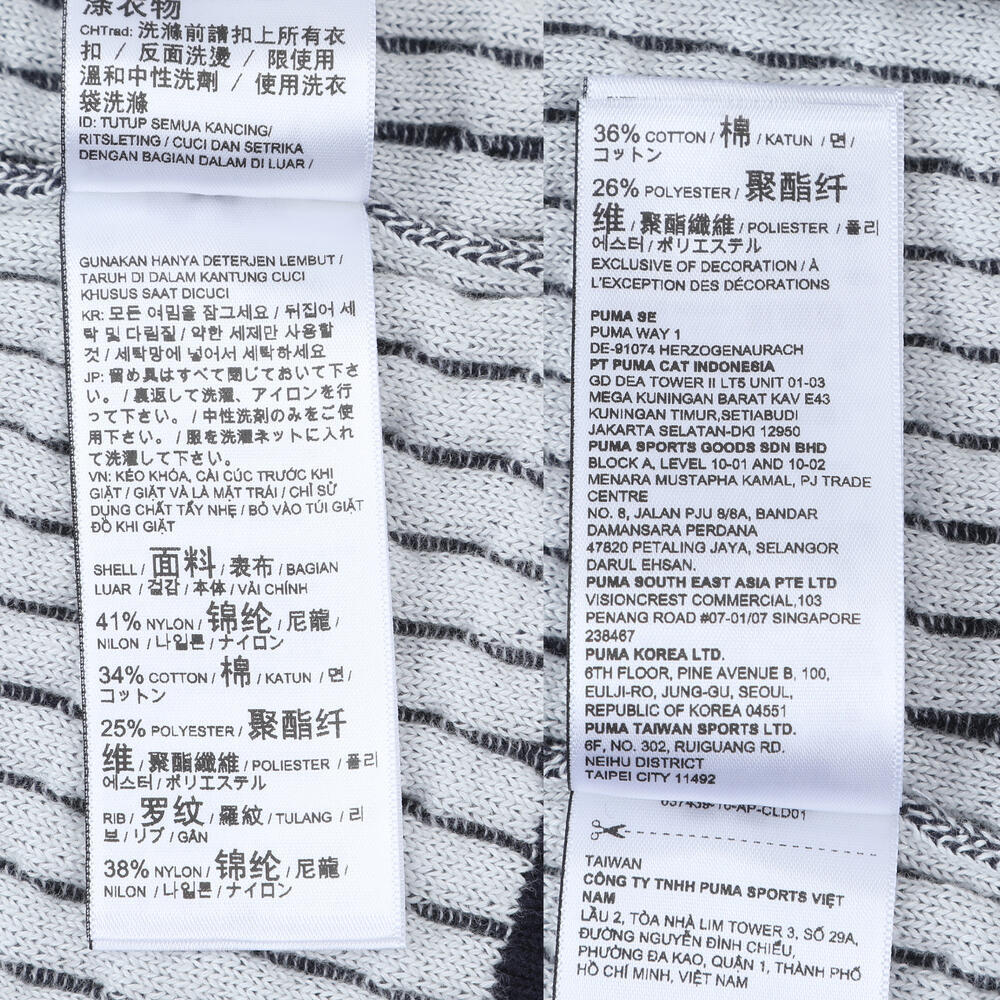 涤衣物
CHTrad: 洗滌前請扣上所有衣
扣 / 反面洗燙 / 限使用
溫和中性洗劑 / 使用洗衣
袋洗滌
ID: TUTUP SEMUA KANCING/
RITSLETING / CUCI DAN SETRIKA
DENGAN BAGIAN DALAM DI LUAR /
GUNAKAN HANYA DETERJEN LEMBUT /
TARUH DI DALAM KANTUNG CUCI
KHUSUS SAAT DICUCI
KR: 모든 여밈을 잠그세요 / 뒤집어 세
탁 및 다림질 / 약한 세제만 사용할
것 / 세탁망에 넣어서 세탁하세요
JP: 留め具はすべて閉じておいて下さ
い。 / 裏返して洗濯、アイロンを行
って下さい。 / 中性洗剤のみをご使
用下さい。 / 服を洗濯ネットに入れ
て洗濯して下さい。
VN: KÉO KHÓA, CÀI CÚC TRƯỚC KHI
GIẶT / GIẶT VÀ LÀ MẶT TRÁI / CHỈ SỬ
DỤNG CHẤT TẨY NHẸ / BỎ VÀO TÚI GIẶT
ĐỒ KHI GIẶT
SHELL / 面料 / 表布 / BAGIAN
LUAR / 겉감 / 本体 / VẢI CHÍNH
41% NYLON / 锦纶 / 尼龍 /
NILON / 나일론 / ナイロン
34% COTTON / 棉 / KATUN / 면 /
コットン
25% POLYESTER / 聚酯纤
维 / 聚酯纖維 / POLIESTER / 폴리
에스터 / ポリエステル
RIB / 罗纹 / 羅紋 / TULANG / 리
브 / リブ / GÂN
38% NYLON / 锦纶 / 尼龍 /
NILON / 나일론 / ナイロン
36% COTTON / 棉 / KATUN / 면 /
コットン
26% POLYESTER / 聚酯纤
维 / 聚酯纖維 / POLIESTER / 폴리
에스터 / ポリエステル
EXCLUSIVE OF DECORATION / À
L'EXCEPTION DES DÉCORATIONS
PUMA SE
PUMA WAY 1
DE-91074 HERZOGENAURACH
PT PUMA CAT INDONESIA
GD DEA TOWER II LT5 UNIT 01-03
MEGA KUNINGAN BARAT KAV E43
KUNINGAN TIMUR,SETIABUDI
JAKARTA SELATAN-DKI 12950
PUMA SPORTS GOODS SDN BHD
BLOCK A, LEVEL 10-01 AND 10-02
MENARA MUSTAPHA KAMAL, PJ TRADE
CENTRE
NO. 8, JALAN PJU 8/8A, BANDAR
DAMANSARA PERDANA
47820 PETALING JAYA, SELANGOR
DARUL EHSAN.
PUMA SOUTH EAST ASIA PTE LTD
VISIONCREST COMMERCIAL,103
PENANG ROAD #07-01/07 SINGAPORE
238467
PUMA KOREA LTD.
6TH FLOOR, PINE AVENUE B, 100,
EULJI-RO, JUNG-GU, SEOUL,
REPUBLIC OF KOREA 04551
PUMA TAIWAN SPORTS LTD.
6F, NO. 302, RUIGUANG RD.
NEIHU DISTRICT
TAIPEI CITY 11492
037439-10-AP-CLD01
TAIWAN
CÔNG TY TNHH PUMA SPORTS VIỆT
NAM
LẦU 2, TÒA NHÀ LIM TOWER 3, SỐ 29A,
ĐƯỜNG NGUYỄN ĐÌNH CHIỂU,
PHƯỜNG ĐA KAO, QUẬN 1, THÀNH PHỐ
HỒ CHÍ MINH, VIỆT NAM